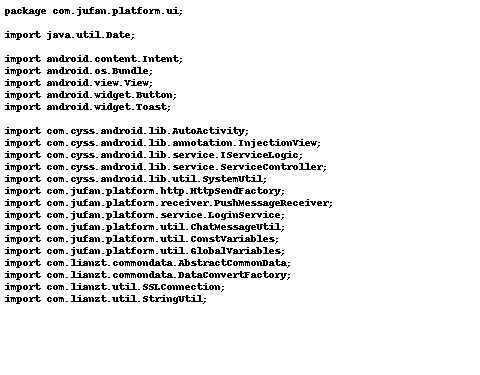 package com.jufan.platform.ui;
import java.util.Date;
import android.content.Intent;
import android.os.Bundle;
import android.view.View;
import android.widget.Button;
import android.widget.Toast;
import com.cyss.android.lib.AutoActivity;
import com.cyss.android.lib.annotation.InjectionView;
import com.cyss.android.lib.service.IServiceLogic;
import com.cyss.android.lib.service.ServiceController;
import com.cyss.android.lib.util.SystemUtil;
import com.jufan.platform.http.HttpSendFactory;
import com.jufan.platform.receiver.PushMessageReceiver;
import com.jufan.platform.service.LoginService;
import com.jufan.platform.util.ChatMessageUtil;
import com.jufan.platform.util.ConstVariables;
import com.jufan.platform.util.GlobalVariables;
import com.lianzt.commondata.AbstractCommonData;
import com.lianzt.commondata.DataConvertFactory;
import com.lianzt.util.SSLConnection;
import com.lianzt.util.StringUtil;